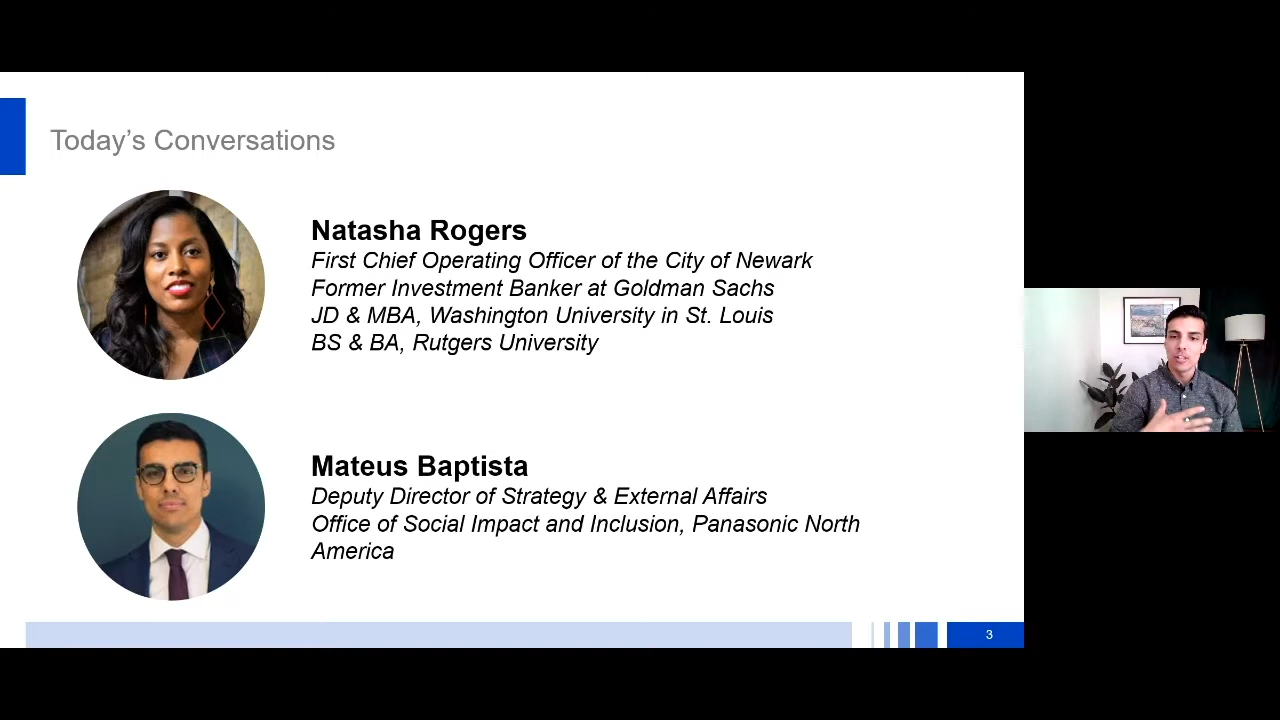 Today's Conversations
Natasha Rogers
First Chief Operating Officer of the City of Newark
Former Investment Banker at Goldman Sachs
JD & MBA, Washington University in St. Louis
BS & BA, Rutgers University
Mateus Baptista
Deputy Director of Strategy & External Affairs
Office of Social Impact and Inclusion, Panasonic North
America
3